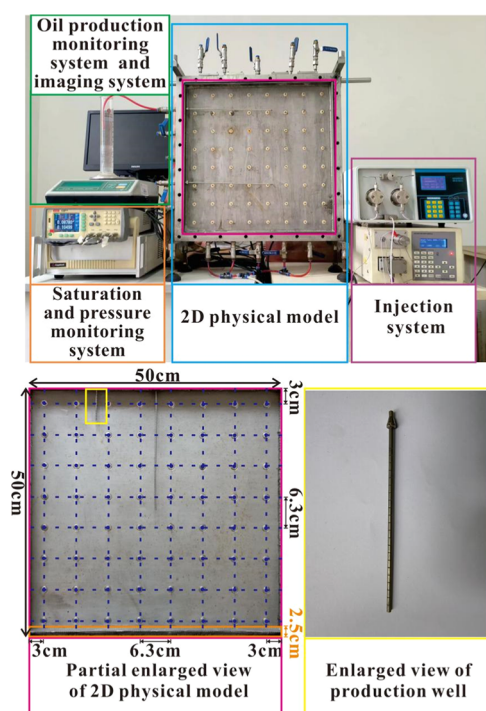 Oil production
monitoring
system and
imaging system
Saturation
and pressure
monitoring
system
2D physical model
Injection
system
50cm
3cm
50cm
6.3cm
2.5cm
3cm
6.3cm
3cm
Partial enlarged view
of 2D physical model
Enlarged view of
production well